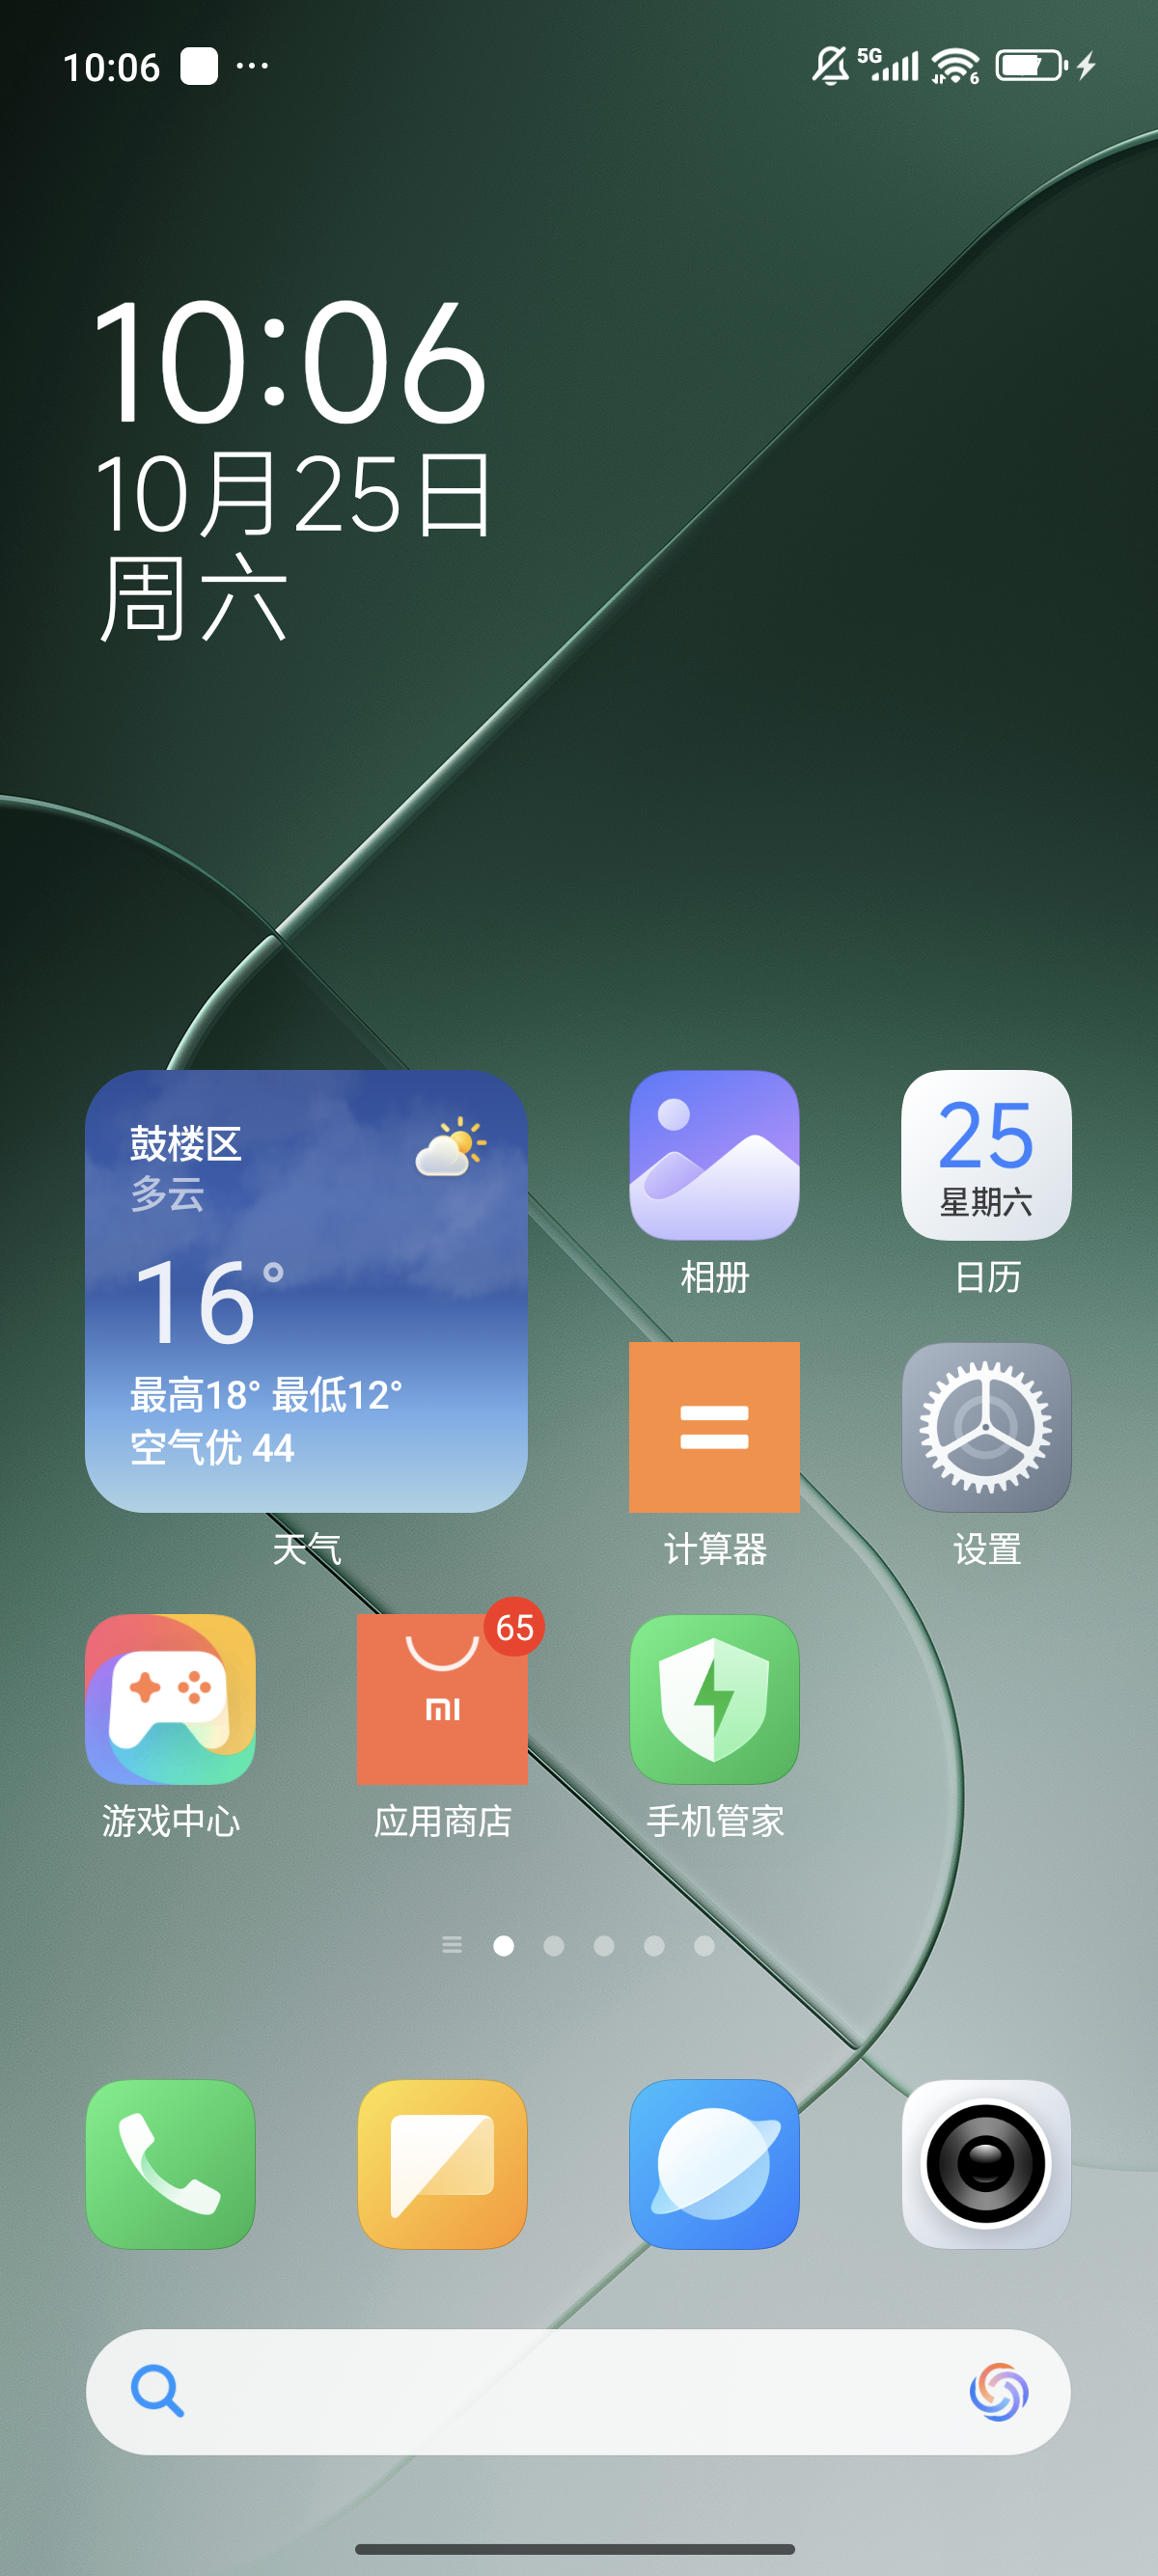 10:06
5G
6
10:06
10月25日
周六
鼓楼区
多云
16°
最高18° 最低12°
空气优 44
天气
相册
25
星期六
日历
计算器
设置
游戏中心
65
mi
应用商店
手机管家